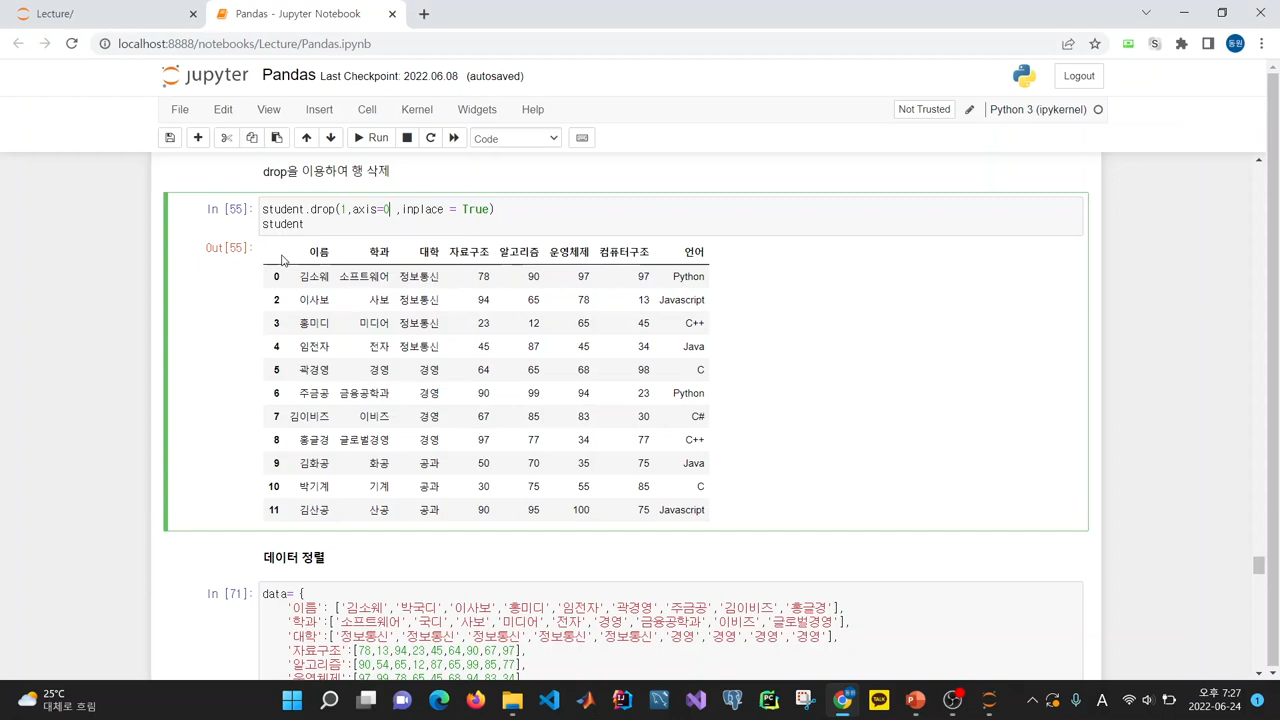 Lecture/
Pandas - Jupyter Notebook
localhost:8888/notebooks/Lecture/Pandas.ipynb
동원
jupyter Pandas Last Checkpoint: 2022.06.08 (autosaved)
Logout
File Edit View Insert Cell Kernel Widgets Help
Not Trusted Python 3 (ipykernel)
Run Code
drop을 이용하여 행 삭제
In [55]: student.drop(1,axis=0 ,inplace = True)
student
Out[55]:
이름 학과 대학 자료구조 알고리즘 운영체제 컴퓨터구조 언어
0 김소웨 소프트웨어 정보통신 78 90 97 97 Python
2 이사보 사보 정보통신 94 65 78 13 Javascript
3 홍미디 미디어 정보통신 23 12 65 45 C++
4 임전자 전자 정보통신 45 87 45 34 Java
5 곽경영 경영 경영 64 65 68 98 C
6 주금공 금융공학과 경영 90 99 94 23 Python
7 김이비즈 이비즈 경영 67 85 83 30 C#
8 홍글경 글로벌경영 경영 97 77 34 77 C++
9 김화공 화공 공과 50 70 35 75 Java
10 박기계 기계 공과 30 75 55 85 C
11 김산공 산공 공과 90 95 100 75 Javascript
데이터 정렬
In [71]: data= {
'이름': ['김소웨','박국디','이사보','홍미디','임전자','곽경영','주금공','김이비즈','홍글경'],
'학과':['소프트웨어','국디','사보','미디어','전자','경영','금융공학과','이비즈','글로벌경영'],
'대학':['정보통신','정보통신','정보통신','정보통신','정보통신','경영','경영','경영','경영'],
'자료구조':[78,13,94,23,45,64,90,67,97],
'알고리즘':[90,54,65,12,87,65,99,85,77],
'운영체제':[97,99,78,65,45,68,94,83,34],
25°C
대체로 흐림
A
오후 7:27
2022-06-24
1